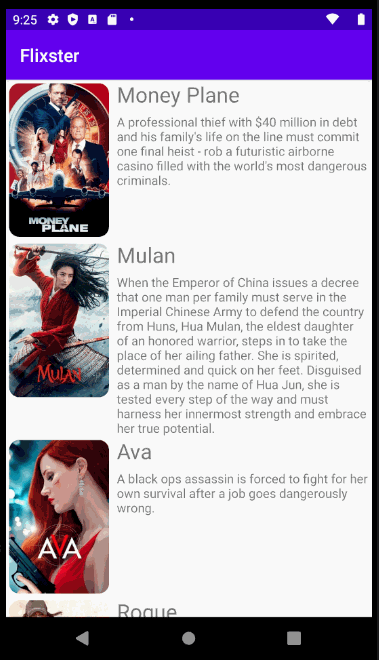 9:25
Flixster
Money Plane
A professional thief with $40 million in debt
and his family's life on the line must commit
one final heist - rob a futuristic airborne
casino filled with the world's most dangerous
criminals.
MONEY
PLANE
Mulan
When the Emperor of China issues a decree
that one man per family must serve in the
Imperial Chinese Army to defend the country
from Huns, Hua Mulan, the eldest daughter
of an honored warrior, steps in to take the
place of her ailing father. She is spirited,
determined and quick on her feet. Disguised
as a man by the name of Hua Jun, she is
tested every step of the way and must
harness her innermost strength and embrace
her true potential.
MULAN
Ava
A black ops assassin is forced to fight for her
own survival after a job goes dangerously
wrong.
AVA
Rogue